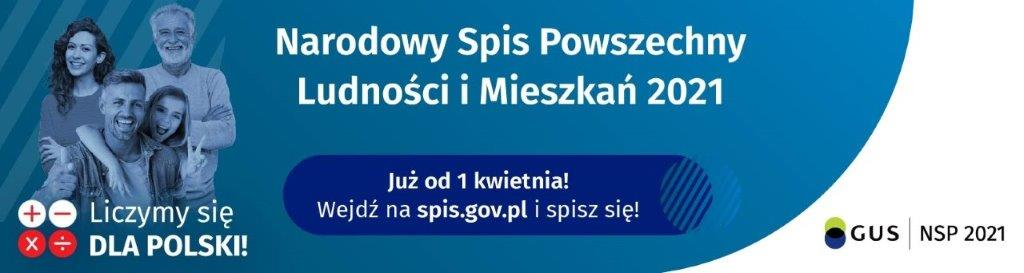 Narodowy Spis Powszechny
Ludności i Mieszkań 2021
Już od 1 kwietnia!
Wejdź na spis.gov.pl i spisz się!
+ −
× ÷
Liczymy się
DLA POLSKI!
GUS | NSP 2021